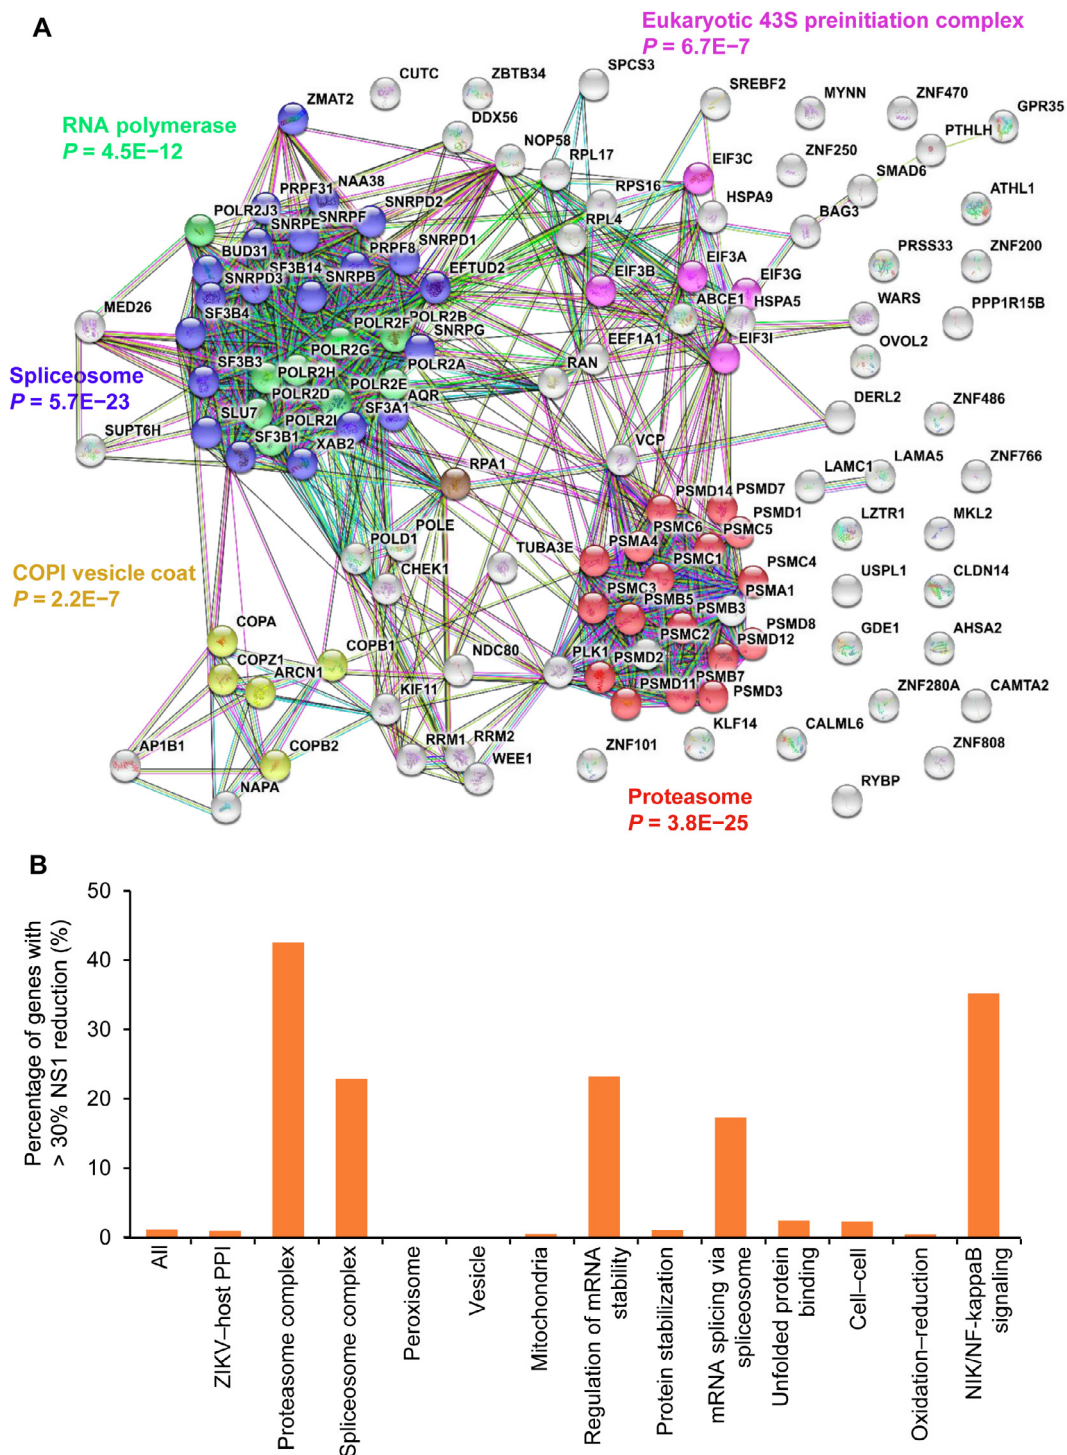 A
Eukaryotic 43S preinitiation complex
P = 6.7E−7
RNA polymerase
P = 4.5E−12
Spliceosome
P = 5.7E−23
COPI vesicle coat
P = 2.2E−7
Proteasome
P = 3.8E−25
CUTC
ZBTB34
SPCS3
SREBF2
MYNN
ZNF470
GPR35
ZMAT2
DDX56
NOP58
RPL17
EIF3C
ZNF250
PTHLH
SMAD6
ATHL1
PRPF31
NAA38
RPS16
HSPA9
BAG3
POLR2J3
SNRPE
SNRPF
SNRPD2
RPL4
PRSS33
ZNF200
BUD31
SF3B14
PRPF8
SNRPD1
EIF3A
EIF3G
SNRPD3
SNRPB
EFTUD2
EIF3B
ABCE1
HSPA5
MED26
SF3B4
POLR2F
POLR2B
SNRPG
EEF1A1
EIF3I
WARS
PPP1R15B
OVOL2
SF3B3
POLR2G
POLR2H
POLR2A
RAN
SLU7
POLR2D
POLR2E
AQR
SUPT6H
SF3B1
POLR2I
SF3A1
XAB2
DERL2
ZNF486
RPA1
VCP
LAMC1
LAMA5
ZNF766
PSMD14
PSMD7
PSMD1
POLE
POLD1
CHEK1
TUBA3E
PSMA4
PSMC6
PSMC1
PSMC5
PSMC4
LZTR1
MKL2
PSMC3
PSMB5
PSMB3
PSMA1
USPL1
CLDN14
COPA
COPB1
NDC80
PLK1
PSMC2
PSMD8
PSMD12
GDE1
AHSA2
COPZ1
ARCN1
KIF11
PSMD2
PSMB7
PSMD11
PSMD3
ZNF280A
CAMTA2
AP1B1
COPB2
RRM1
RRM2
WEE1
KLF14
CALML6
ZNF101
ZNF808
NAPA
RYBP
B
Percentage of genes with
> 30% NS1 reduction (%)
50
40
30
20
10
0
All
ZIKV–host PPI
Proteasome complex
Spliceosome complex
Peroxisome
Vesicle
Mitochondria
Regulation of mRNA
stability
Protein stabilization
mRNA splicing via
spliceosome
Unfolded protein
binding
Cell–cell
Oxidation–reduction
NIK/NF-kappaB
signaling